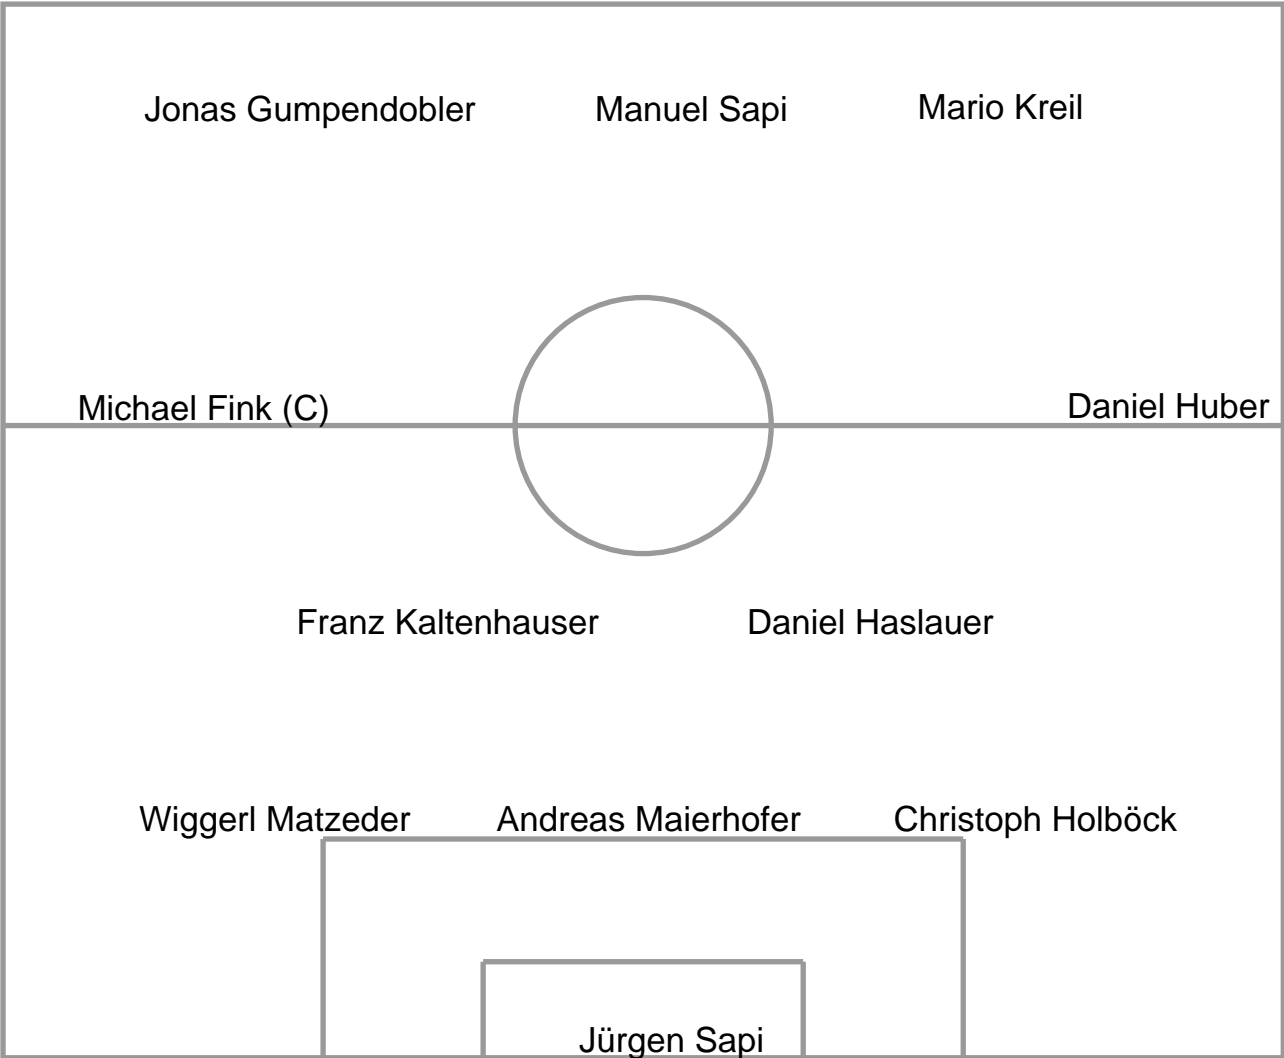 Jonas Gumpendobler Manuel Sapi Mario Kreil
Michael Fink (C) Daniel Huber
Franz Kaltenhauser Daniel Haslauer
Wiggerl Matzeder Andreas Maierhofer Christoph Holböck
Jürgen Sapi